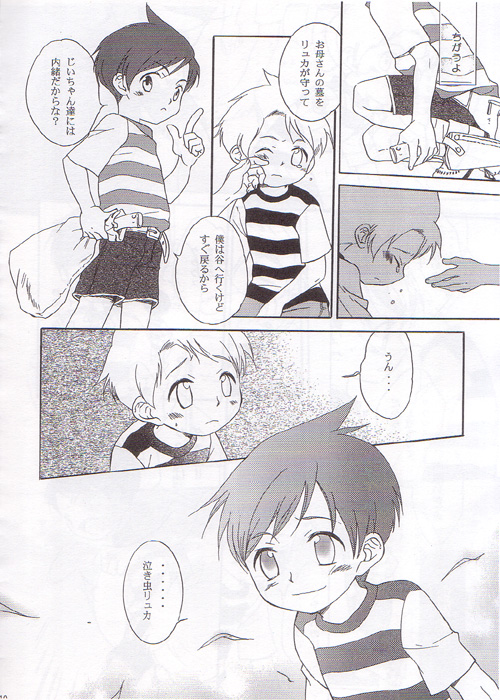 ちがうよ
お母さんの墓を
リュカが守って
僕は谷へ行くけど
すぐ戻るから
じいちゃん達には
内緒だからな?
うん・・・
・・・・・・
泣き虫リュカ